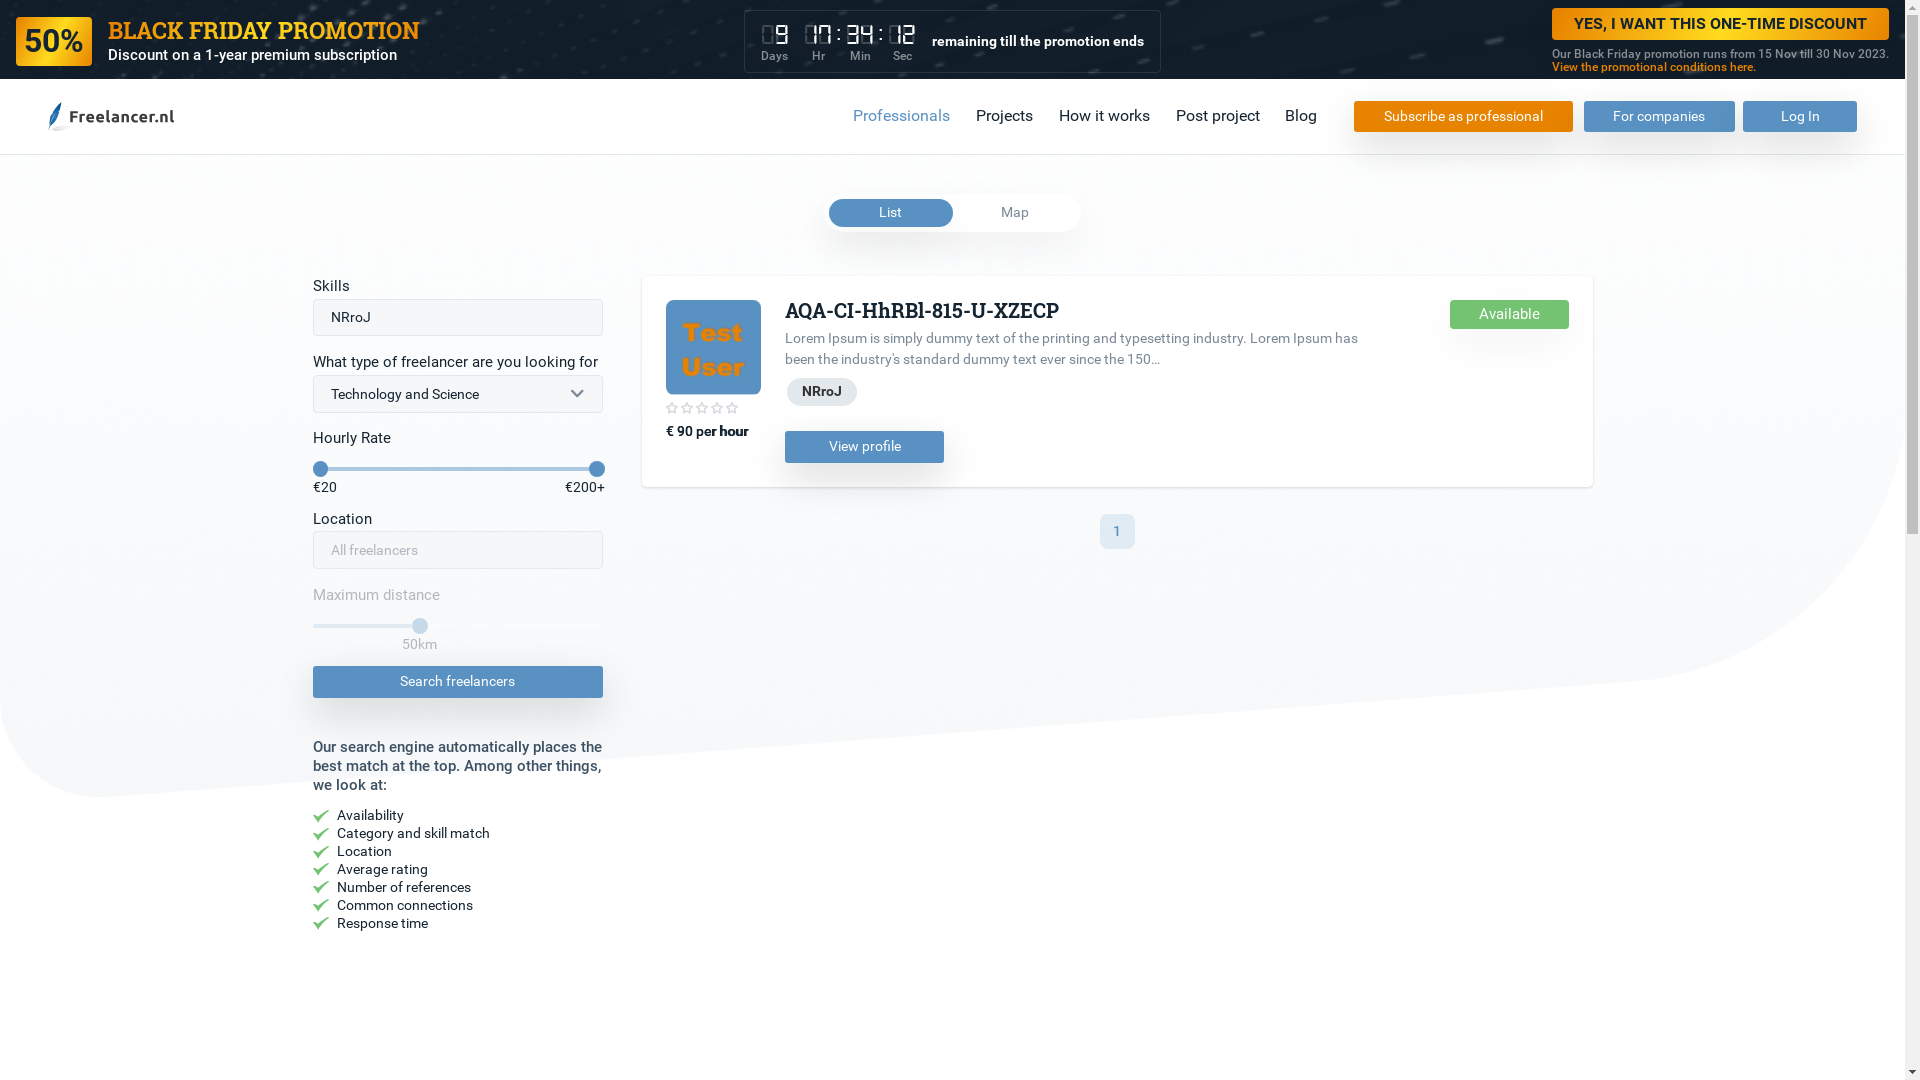 50%
BLACK FRIDAY PROMOTION
Discount on a 1-year premium subscription
9 17 : 34 : 12
Days Hr Min Sec
remaining till the promotion ends
YES, I WANT THIS ONE-TIME DISCOUNT
Our Black Friday promotion runs from 15 Nov till 30 Nov 2023.
View the promotional conditions here.
Freelancer.nl
Professionals
Projects
How it works
Post project
Blog
Subscribe as professional
For companies
Log In
List
Map
Skills
NRroJ
What type of freelancer are you looking for
Technology and Science
Hourly Rate
€20
€200+
Location
All freelancers
Maximum distance
50km
Search freelancers
Our search engine automatically places the
best match at the top. Among other things,
we look at:
Availability
Category and skill match
Location
Average rating
Number of references
Common connections
Response time
Test
User
€ 90 per hour
AQA-CI-HhRBl-815-U-XZECP
Lorem Ipsum is simply dummy text of the printing and typesetting industry. Lorem Ipsum has
been the industry's standard dummy text ever since the 150...
NRroJ
View profile
Available
1